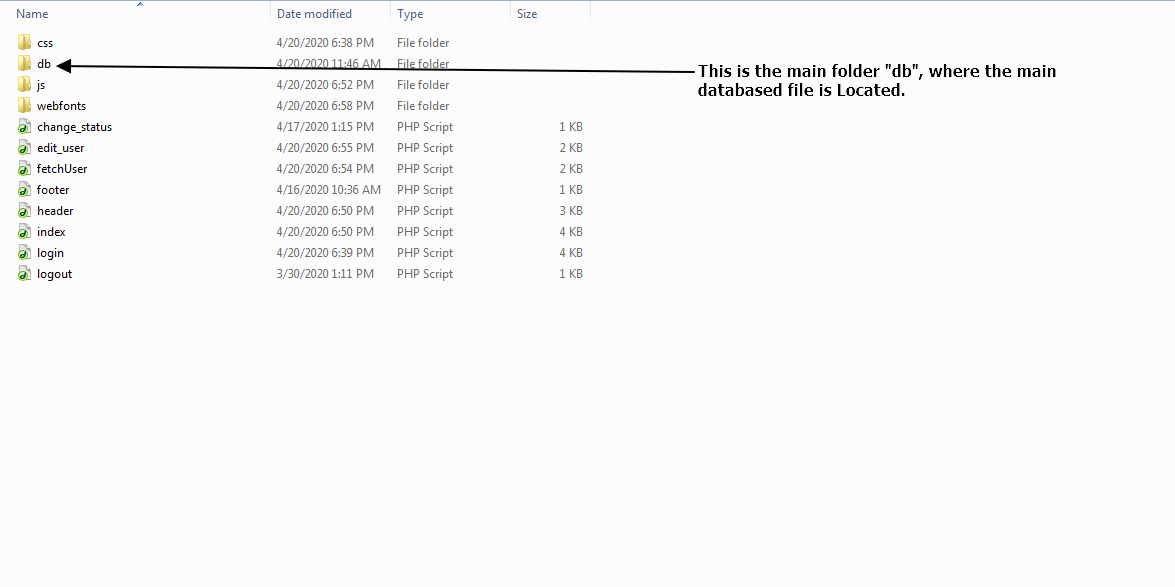 Name Date modified Type Size
css 4/20/2020 6:38 PM File folder
db 4/20/2020 11:46 AM File folder
This is the main folder "db", where the main
databased file is Located.
js 4/20/2020 6:52 PM File folder
webfonts 4/20/2020 6:58 PM File folder
change_status 4/17/2020 1:15 PM PHP Script 1 KB
edit_user 4/20/2020 6:55 PM PHP Script 2 KB
fetchUser 4/20/2020 6:54 PM PHP Script 2 KB
footer 4/16/2020 10:36 AM PHP Script 1 KB
header 4/20/2020 6:50 PM PHP Script 3 KB
index 4/20/2020 6:50 PM PHP Script 4 KB
login 4/20/2020 6:39 PM PHP Script 4 KB
logout 3/30/2020 1:11 PM PHP Script 1 KB